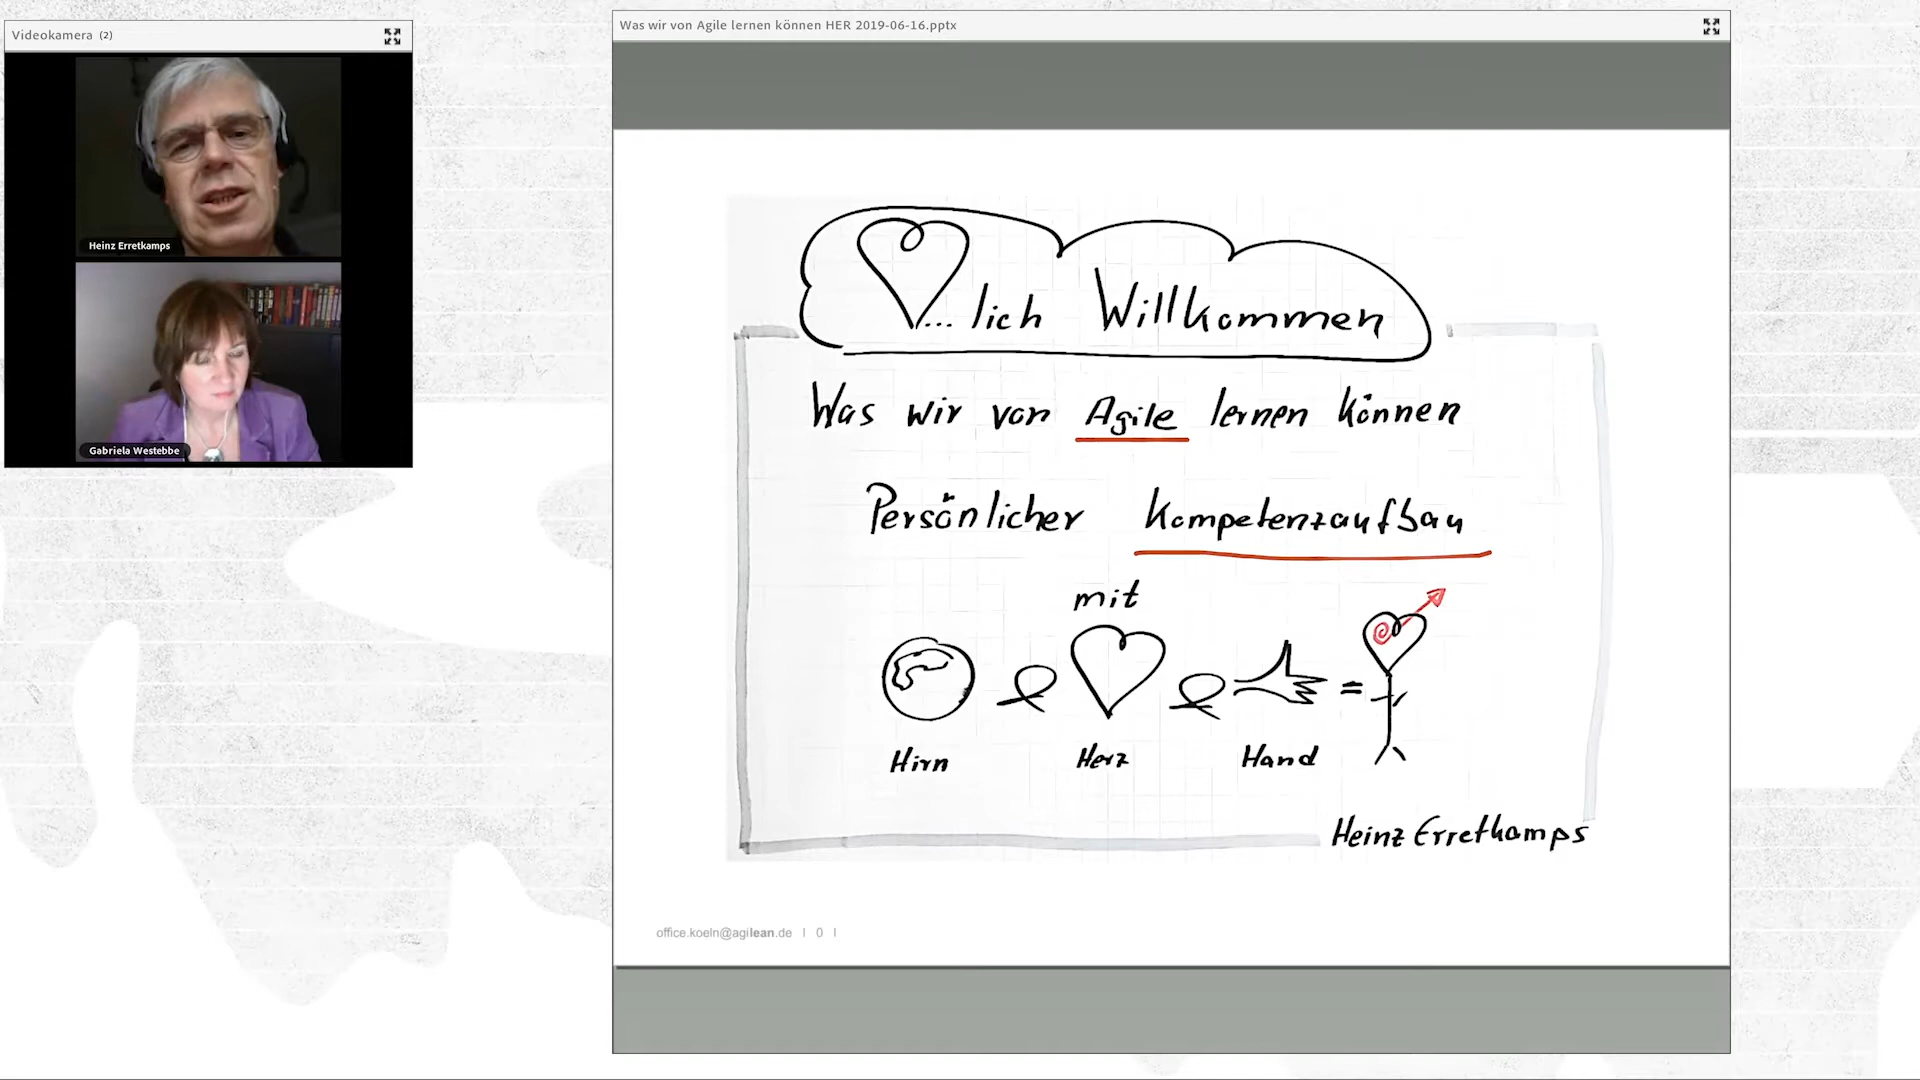 Videokamera (2)
Heinz Erretkamps
Gabriela Westebbe
Was wir von Agile lernen können HER 2019-06-16.pptx
...lich Willkommen
Was wir von Agile lernen können
Persönlicher Kompetenzaufbau
mit
=
Hirn Herz Hand
Heinz Erretkamps
office.koeln@agilean.de | 0 |